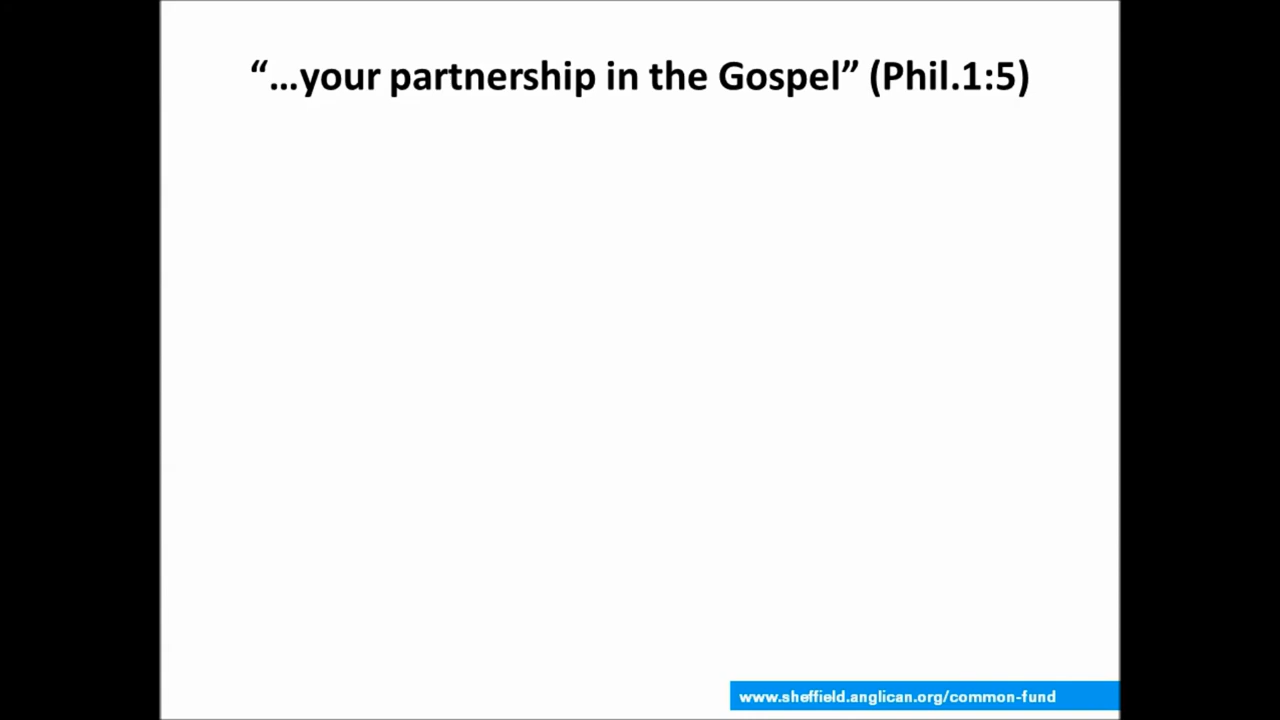 “…your partnership in the Gospel” (Phil.1:5)
www.sheffield.anglican.org/common-fund